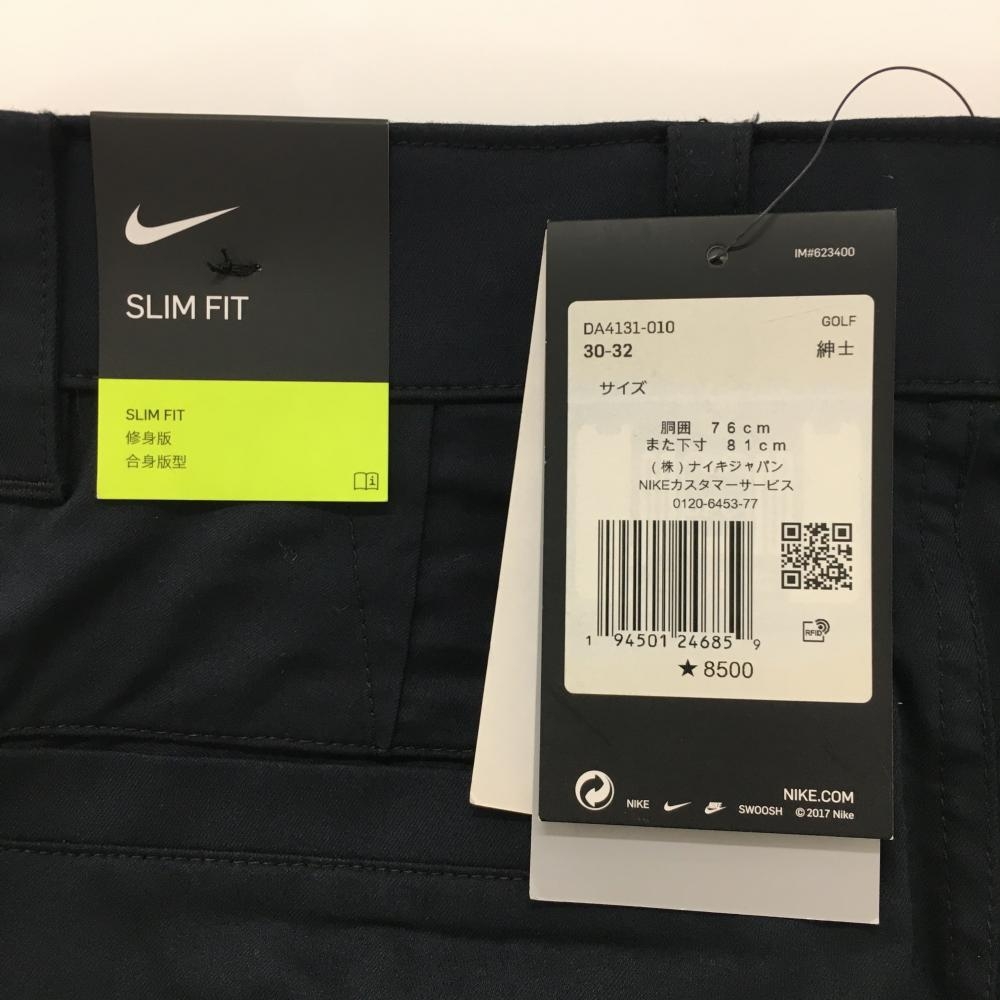 SLIM FIT
SLIM FIT
修身版
合身版型
IM#623400
DA4131-010
GOLF
30-32
紳士
サイズ
胴囲 76cm
また下寸 81cm
(株)ナイキジャパン
NIKEカスタマーサービス
0120-6453-77
RFID
1 94501 24685 9
★8500
NIKE
SWOOSH
NIKE.COM
© 2017 Nike